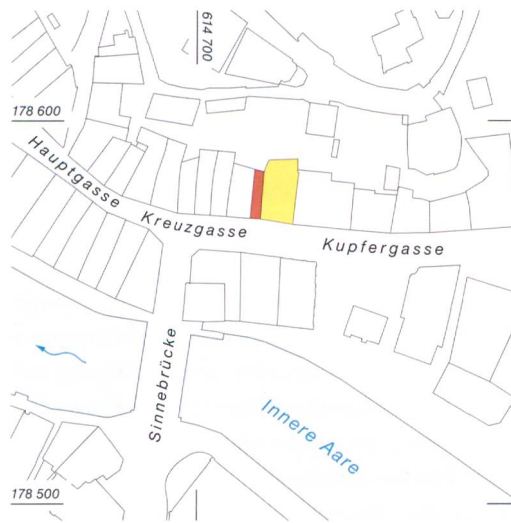 614 700
178 600
Hauptgasse
Kreuzgasse
Kupfergasse
Sinnebrücke
Innere Aare
178 500